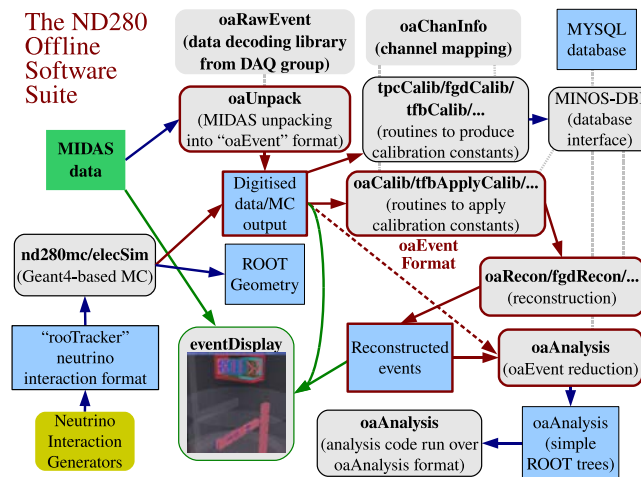 The ND280
Offline
Software
Suite
oaRawEvent
(data decoding library
from DAQ group)
oaChanInfo
(channel mapping)
MYSQL
database
oaUnpack
(MIDAS unpacking
into “oaEvent” format)
tpcCalib/fgdCalib/
tfbCalib/...
(routines to produce
calibration constants)
MINOS-DBI
(database
interface)
MIDAS
data
Digitised
data/MC
output
oaCalib/tfbApplyCalib/...
(routines to apply
calibration constants)
oaEvent
Format
nd280mc/elecSim
(Geant4-based MC)
ROOT
Geometry
oaRecon/fgdRecon/...
(reconstruction)
“rooTracker”
neutrino
interaction format
eventDisplay
Reconstructed
events
oaAnalysis
(oaEvent reduction)
Neutrino
Interaction
Generators
oaAnalysis
(analysis code run over
oaAnalysis format)
oaAnalysis
(simple
ROOT trees)